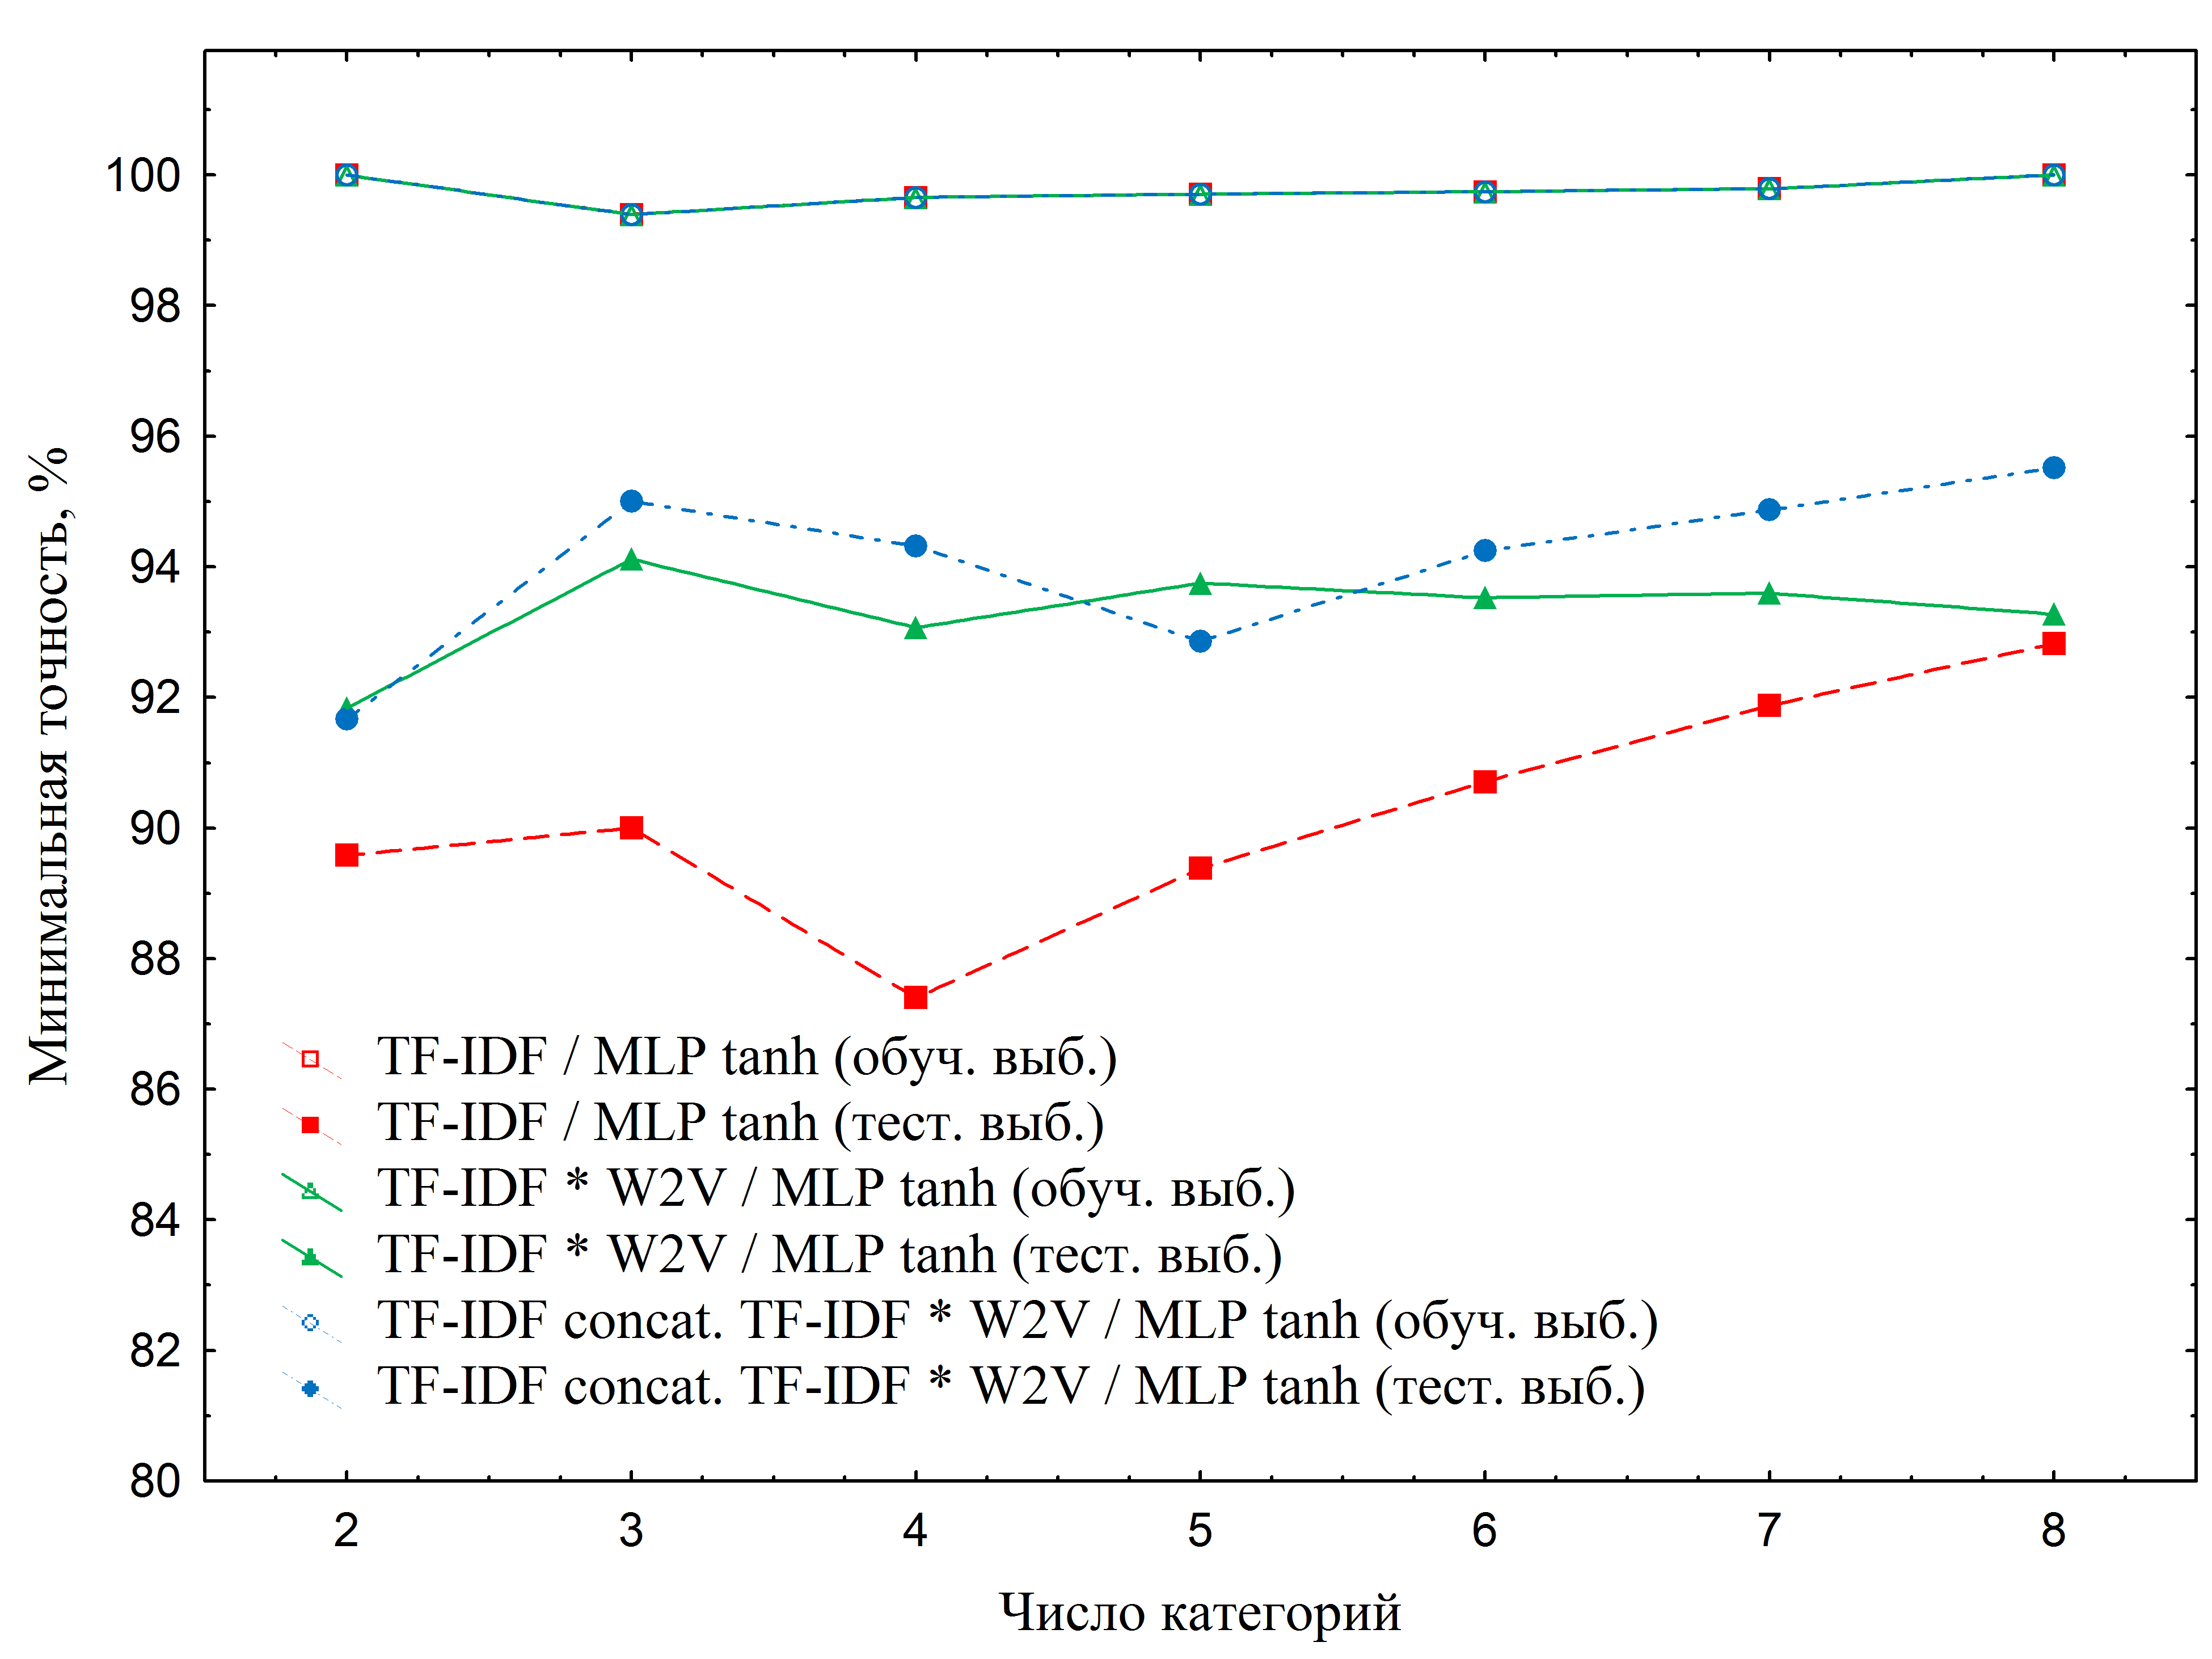 Минимальная точность, %
100
98
96
94
92
90
88
86
84
82
80
TF-IDF / MLP tanh (обуч. выб.)
TF-IDF / MLP tanh (тест. выб.)
TF-IDF * W2V / MLP tanh (обуч. выб.)
TF-IDF * W2V / MLP tanh (тест. выб.)
TF-IDF concat. TF-IDF * W2V / MLP tanh (обуч. выб.)
TF-IDF concat. TF-IDF * W2V / MLP tanh (тест. выб.)
2 3 4 5 6 7 8
Число категорий